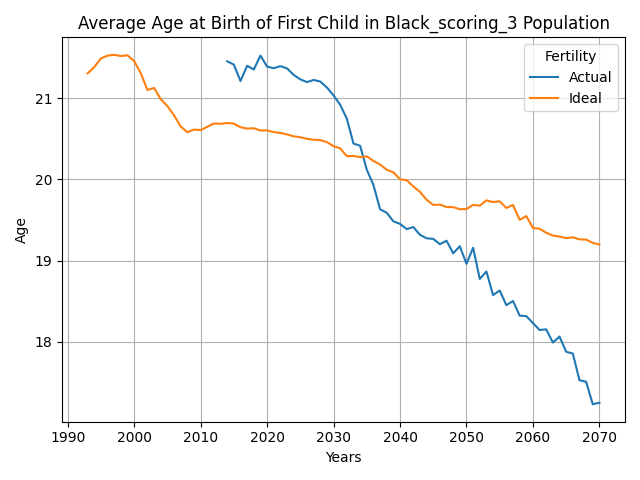 Average Age at Birth of First Child in Black_scoring_3 Population
Fertility
Actual
Ideal
Age
21
20
19
18
1990 2000 2010 2020 2030 2040 2050 2060 2070
Years